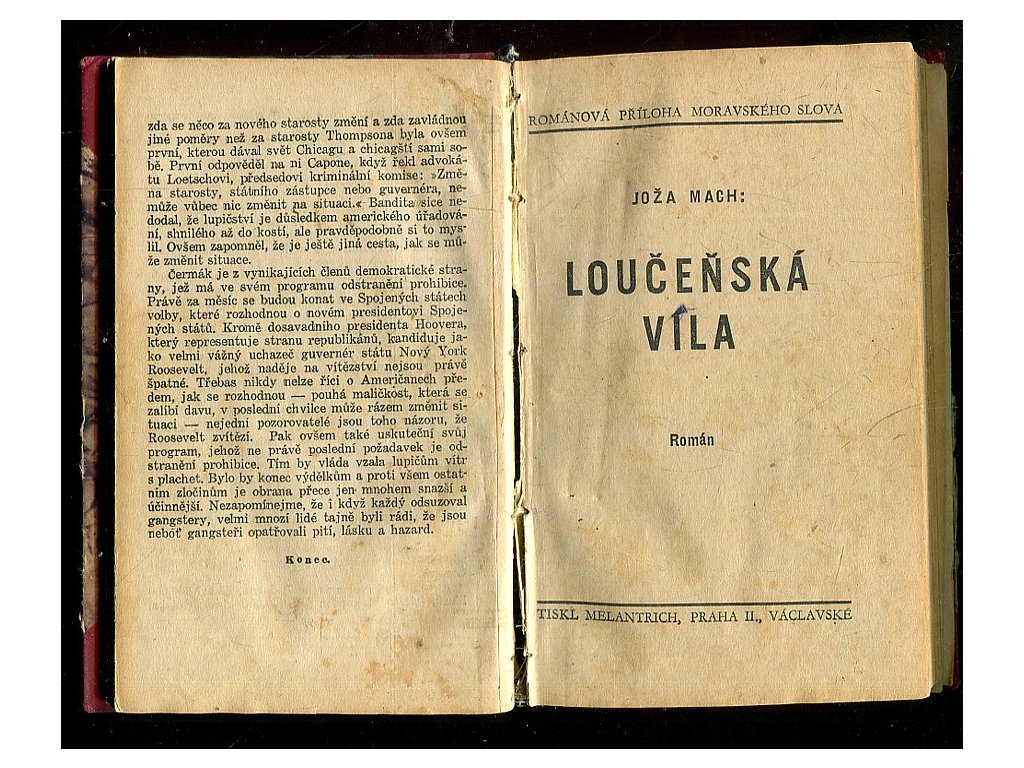 zda se něco za nového starosty změní a zda zavládnou
jiné poměry než za starosty Thompsona byla ovšem
první, kterou dával svět Chicagu a chicagští sami so-
bě. První odpověděl na ni Capone, když řekl advoká-
tu Loetschovi, předsedovi kriminální komise: »Změ-
na starosty, státního zástupce nebo guvernéra, ne-
může vůbec nic změnit na situaci.« Bandita sice ne-
dodal, že lupičství je důsledkem amerického úřadová-
ní, shnilého až do kostí, ale pravděpodobně si to mys-
lil. Ovšem zapomněl, že je ještě jiná cesta, jak se mů-
že změnit situace.
Čermák je z vynikajících členů demokratické stra-
ny, jež má ve svém programu odstranění prohibice.
Právě za měsíc se budou konat ve Spojených státech
volby, které rozhodnou o novém presidentovi Spoje-
ných států. Kromě dosavadního presidenta Hoovera,
který representuje stranu republikánů, kandiduje ja-
ko velmi vážný uchazeč guvernér státu Nový York
Roosevelt, jehož naděje na vítězství nejsou právě
špatné. Třebas nikdy nelze říci o Američanech pře-
dem, jak se rozhodnou — pouhá maličkost, která se
zalíbí davu, v poslední chvilce může rázem změnit si-
tuaci — nejedni pozorovatelé jsou toho názoru, že
Roosevelt zvítězí. Pak ovšem také uskuteční svůj
program, jehož ne právě poslední požadavek je od-
stranění prohibice. Tím by vláda vzala lupičům vítr
s plachet. Bylo by konec výdělkům a proti všem ostat-
ním zločinům je obrana přece jen mnohem snazší a
účinnější. Nezapomínejme, že i když každý odsuzoval
gangstery, velmi mnozí lidé tajně byli rádi, že jsou
neboť gangsteři opatřovali pití, lásku a hazard.
Konec.
ROMÁNOVÁ PŘÍLOHA MORAVSKÉHO SLOVA
JOŽA MACH:
LOUČEŇSKÁ
VÍLA
Román
TISKL MELANTRICH, PRAHA II., VÁCLAVSKÉ